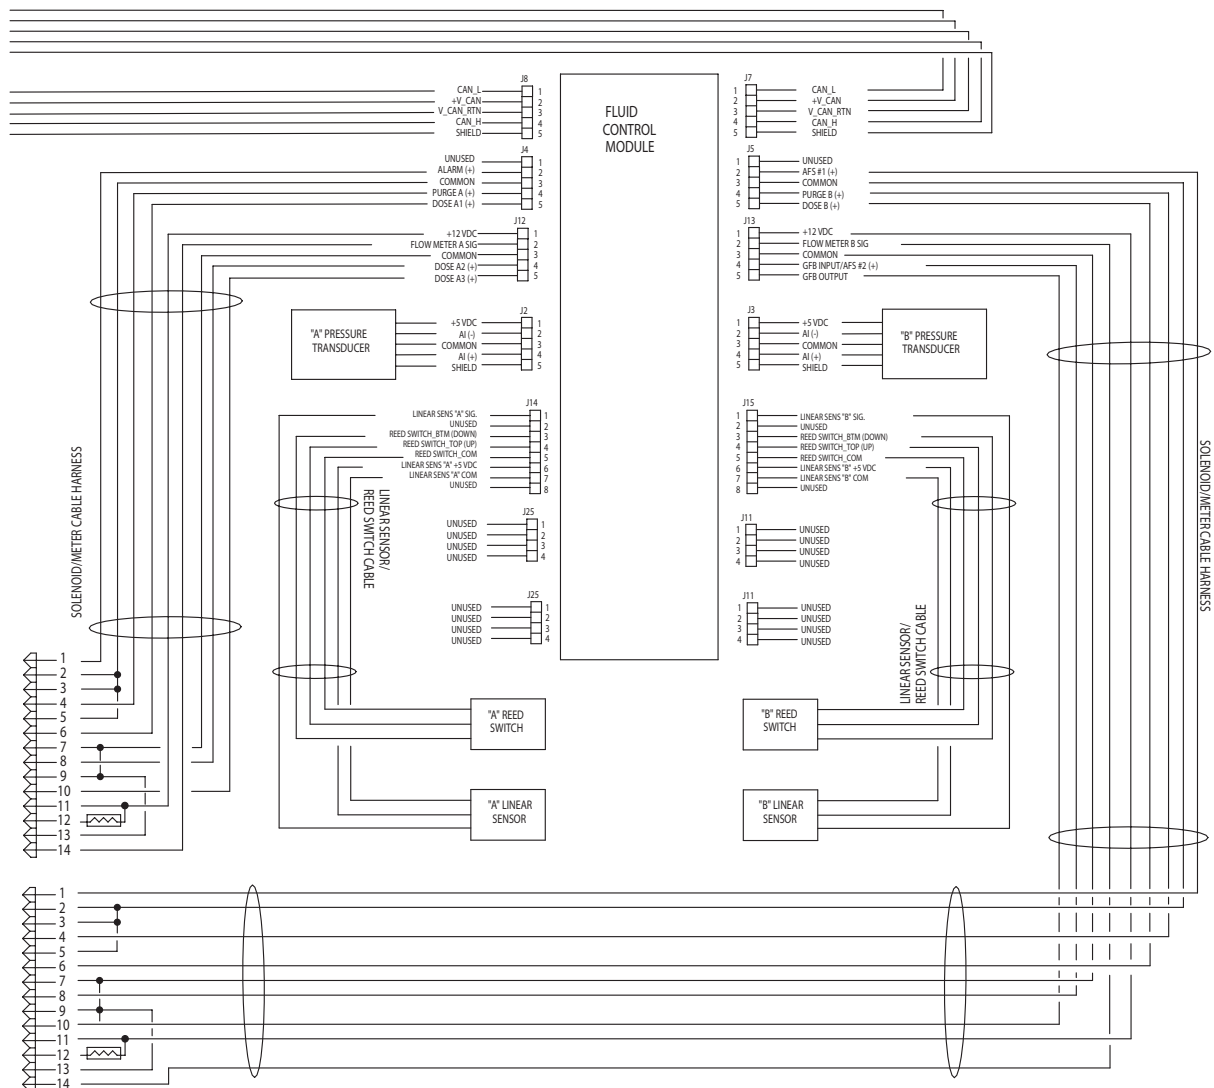 J8
CAN_L 1
+V_CAN 2
V_CAN_RTN 3
CAN_H 4
SHIELD 5
J4
UNUSED 1
ALARM (+) 2
COMMON 3
PURGE A (+) 4
DOSE A1 (+) 5
J12
+12 VDC 1
FLOW METER A SIG 2
COMMON 3
DOSE A2 (+) 4
DOSE A3 (+) 5
"A" PRESSURE
TRANSDUCER
J2
+5 VDC 1
AI (-) 2
COMMON 3
AI (+) 4
SHIELD 5
J14
LINEAR SENS "A" SIG. 1
UNUSED 2
REED SWITCH_BTM (DOWN) 3
REED SWITCH_TOP (UP) 4
REED SWITCH_COM 5
LINEAR SENS "A" +5 VDC 6
LINEAR SENS "A" COM 7
UNUSED 8
J25
UNUSED 1
UNUSED 2
UNUSED 3
UNUSED 4
J25
UNUSED 1
UNUSED 2
UNUSED 3
UNUSED 4
FLUID
CONTROL
MODULE
J7
1 CAN_L
2 +V_CAN
3 V_CAN_RTN
4 CAN_H
5 SHIELD
J5
1 UNUSED
2 AFS #1 (+)
3 COMMON
4 PURGE B (+)
5 DOSE B (+)
J13
1 +12 VDC
2 FLOW METER B SIG
3 COMMON
4 GFB INPUT/AFS #2 (+)
5 GFB OUTPUT
J3
1 +5 VDC
2 AI (-)
3 COMMON
4 AI (+)
5 SHIELD
"B" PRESSURE
TRANSDUCER
J15
1 LINEAR SENS "B" SIG.
2 UNUSED
3 REED SWITCH_BTM (DOWN)
4 REED SWITCH_TOP (UP)
5 REED SWITCH_COM
6 LINEAR SENS "B" +5 VDC
7 LINEAR SENS "B" COM
8 UNUSED
J11
1 UNUSED
2 UNUSED
3 UNUSED
4 UNUSED
J11
1 UNUSED
2 UNUSED
3 UNUSED
4 UNUSED
SOLENOID/METER CABLE HARNESS
LINEAR SENSOR/
REED SWITCH CABLE
LINEAR SENSOR/
REED SWITCH CABLE
SOLENOID/METER CABLE HARNESS
"A" REED
SWITCH
"B" REED
SWITCH
"A" LINEAR
SENSOR
"B" LINEAR
SENSOR
1
2
3
4
5
6
7
8
9
10
11
12
13
14
1
2
3
4
5
6
7
8
9
10
11
12
13
14